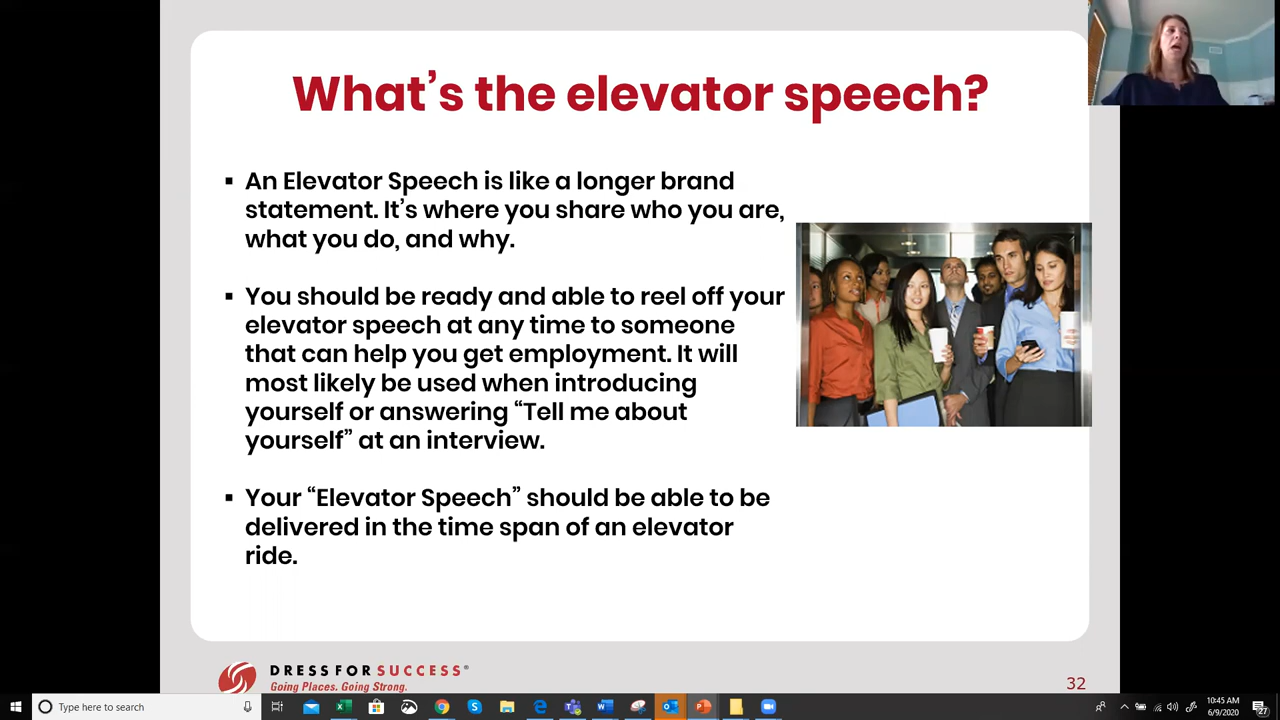 What's the elevator speech?
▪ An Elevator Speech is like a longer brand
statement. It's where you share who you are,
what you do, and why.
▪ You should be ready and able to reel off your
elevator speech at any time to someone
that can help you get employment. It will
most likely be used when introducing
yourself or answering “Tell me about
yourself” at an interview.
▪ Your “Elevator Speech” should be able to be
delivered in the time span of an elevator
ride.
DRESS FOR SUCCESS®
Going Places. Going Strong.
32
Type here to search
10:45 AM
6/9/2020
27